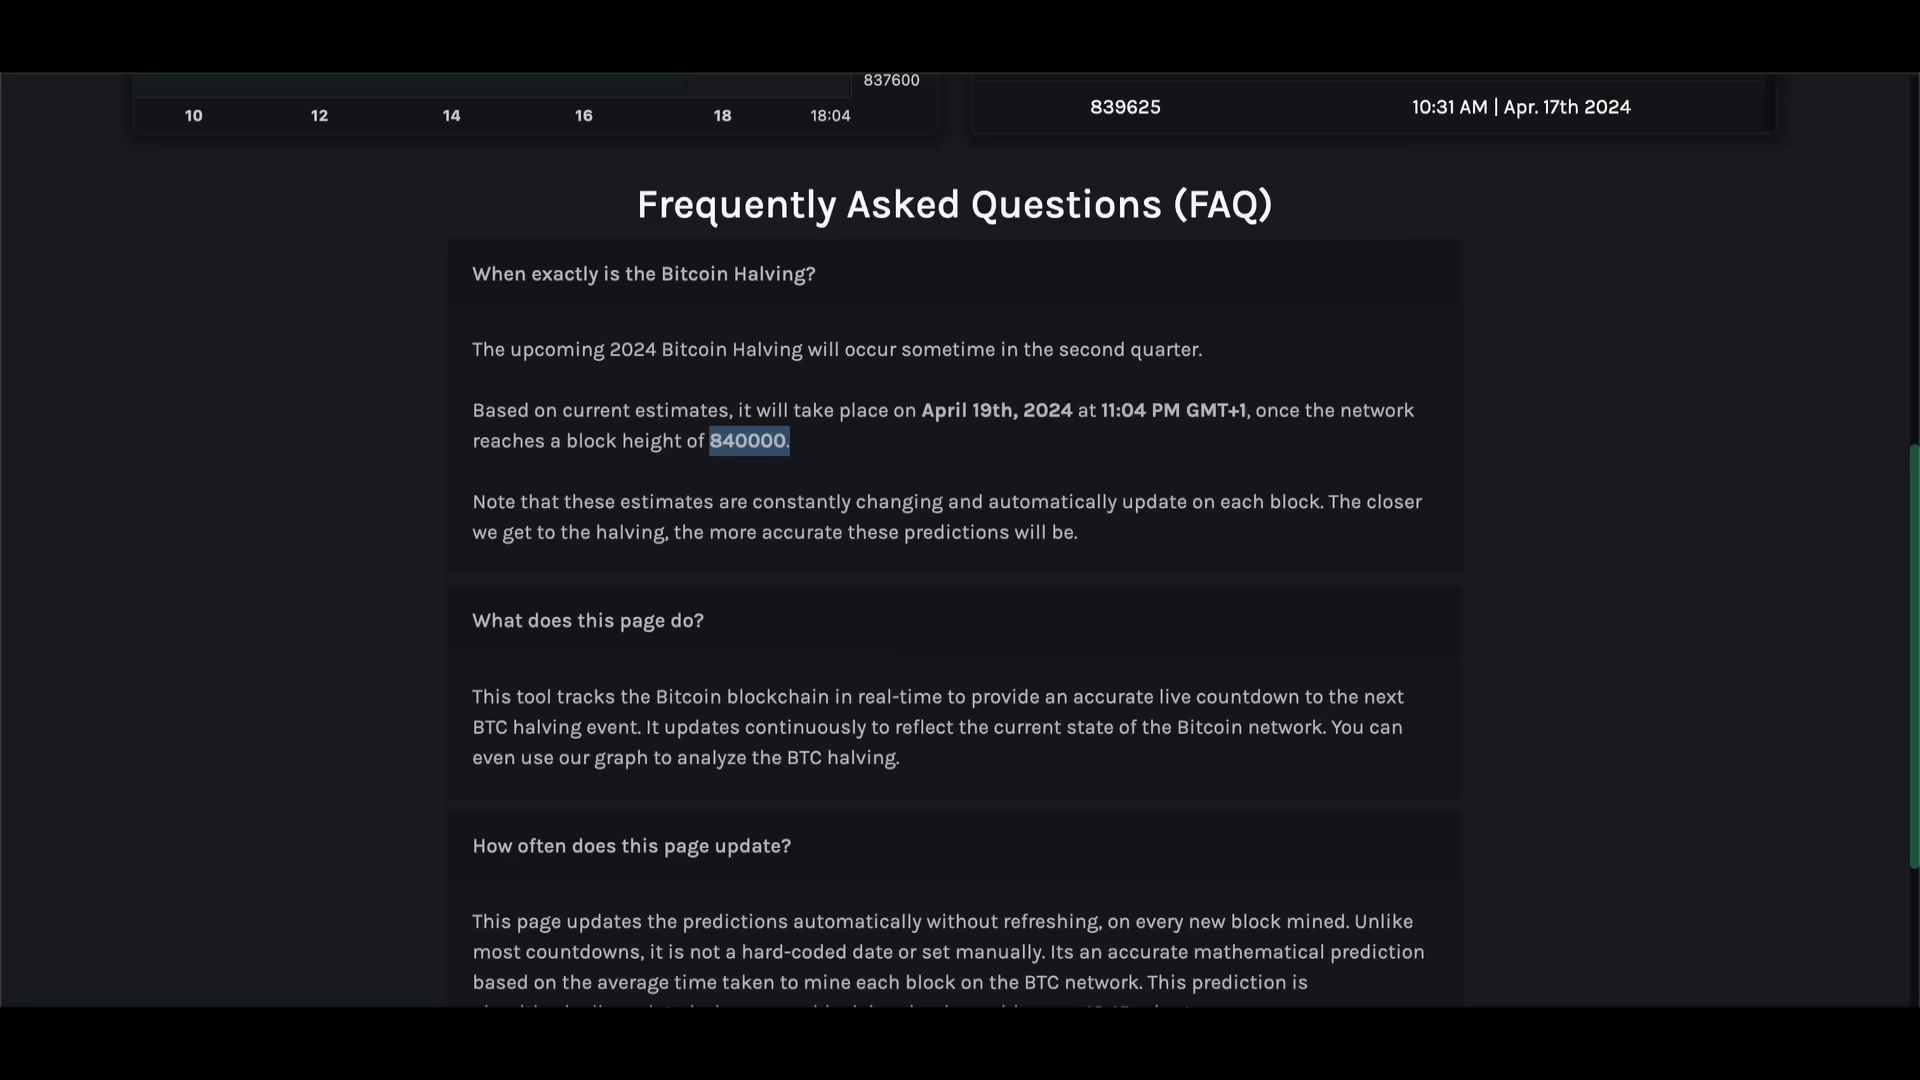 837600
10 12 14 16 18 18:04
839625 10:31 AM | Apr. 17th 2024
Frequently Asked Questions (FAQ)
When exactly is the Bitcoin Halving?
The upcoming 2024 Bitcoin Halving will occur sometime in the second quarter.
Based on current estimates, it will take place on April 19th, 2024 at 11:04 PM GMT+1, once the network
reaches a block height of 840000.
Note that these estimates are constantly changing and automatically update on each block. The closer
we get to the halving, the more accurate these predictions will be.
What does this page do?
This tool tracks the Bitcoin blockchain in real-time to provide an accurate live countdown to the next
BTC halving event. It updates continuously to reflect the current state of the Bitcoin network. You can
even use our graph to analyze the BTC halving.
How often does this page update?
This page updates the predictions automatically without refreshing, on every new block mined. Unlike
most countdowns, it is not a hard-coded date or set manually. Its an accurate mathematical prediction
based on the average time taken to mine each block on the BTC network. This prediction is